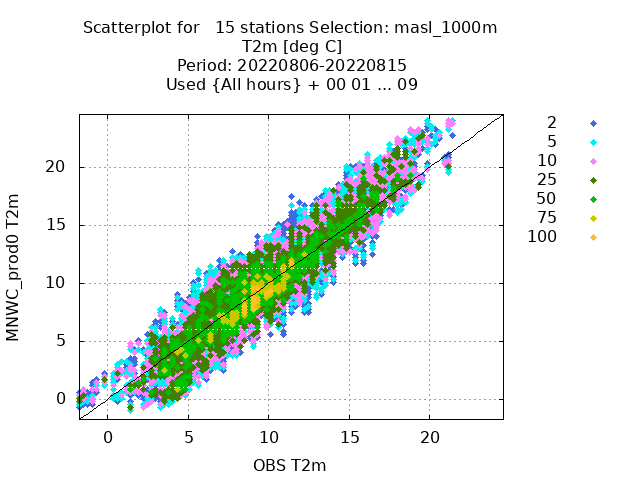 Scatterplot for   15 stations Selection: masl_1000m
T2m [deg C]
Period: 20220806-20220815
Used {All hours} + 00 01 ... 09
2
5
10
25
50
75
100
20
15
10
5
0
MNWC_prod0 T2m
0 5 10 15 20
OBS T2m